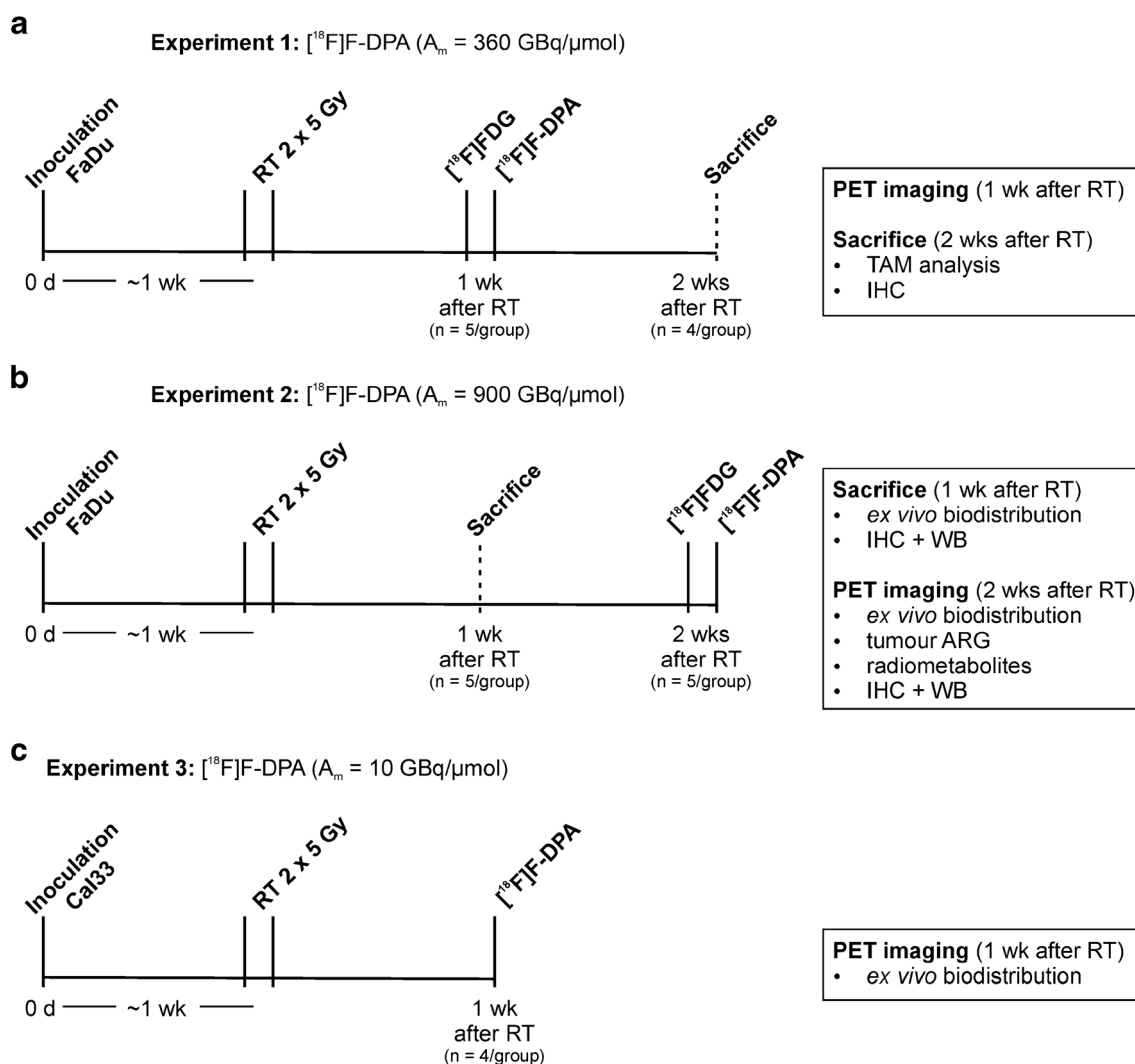 a
Experiment 1: [¹⁸F]F-DPA (Aₘ = 360 GBq/µmol)
Inoculation
FaDu
RT 2 x 5 Gy
[¹⁸F]FDG
[¹⁸F]F-DPA
Sacrifice
0 d
~1 wk
1 wk
after RT
(n = 5/group)
2 wks
after RT
(n = 4/group)
PET imaging (1 wk after RT)
Sacrifice (2 wks after RT)
• TAM analysis
• IHC
b
Experiment 2: [¹⁸F]F-DPA (Aₘ = 900 GBq/µmol)
Inoculation
FaDu
RT 2 x 5 Gy
Sacrifice
[¹⁸F]FDG
[¹⁸F]F-DPA
0 d
~1 wk
1 wk
after RT
(n = 5/group)
2 wks
after RT
(n = 5/group)
Sacrifice (1 wk after RT)
• ex vivo biodistribution
• IHC + WB
PET imaging (2 wks after RT)
• ex vivo biodistribution
• tumour ARG
• radiometabolites
• IHC + WB
c
Experiment 3: [¹⁸F]F-DPA (Aₘ = 10 GBq/µmol)
Inoculation
Cal33
RT 2 x 5 Gy
[¹⁸F]F-DPA
0 d
~1 wk
1 wk
after RT
(n = 4/group)
PET imaging (1 wk after RT)
• ex vivo biodistribution